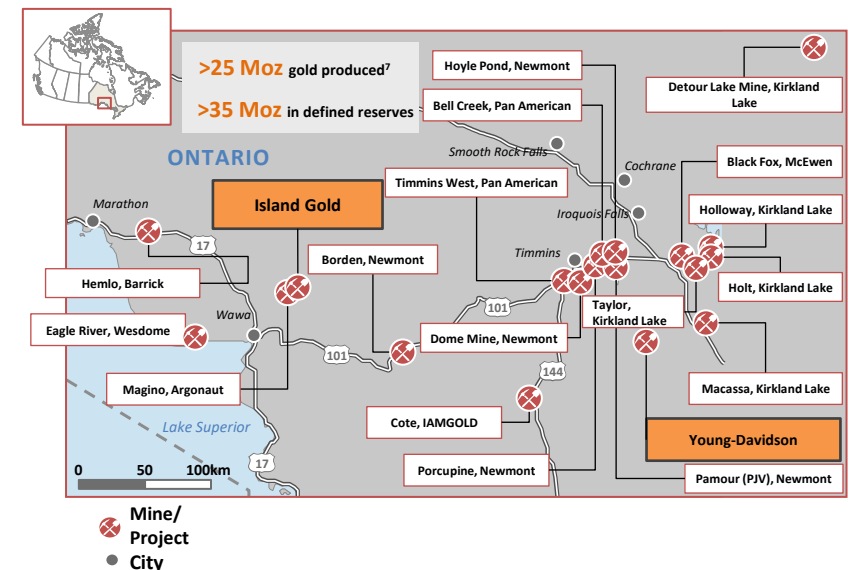 >25 Moz gold produced⁷
>35 Moz in defined reserves
Hoyle Pond, Newmont
Bell Creek, Pan American
Detour Lake Mine, Kirkland
Lake
ONTARIO
Smooth Rock Falls
Cochrane
Black Fox, McEwen
Timmins West, Pan American
Island Gold
Iroquois Falls
Holloway, Kirkland Lake
Marathon
17
Borden, Newmont
Timmins
Hemlo, Barrick
Holt, Kirkland Lake
101
Taylor,
Kirkland Lake
Eagle River, Wesdome
Wawa
Dome Mine, Newmont
101
144
Magino, Argonaut
Macassa, Kirkland Lake
Cote, IAMGOLD
Lake Superior
Young-Davidson
17
0 50 100km
Porcupine, Newmont
Pamour (PJV), Newmont
Mine/
Project
City